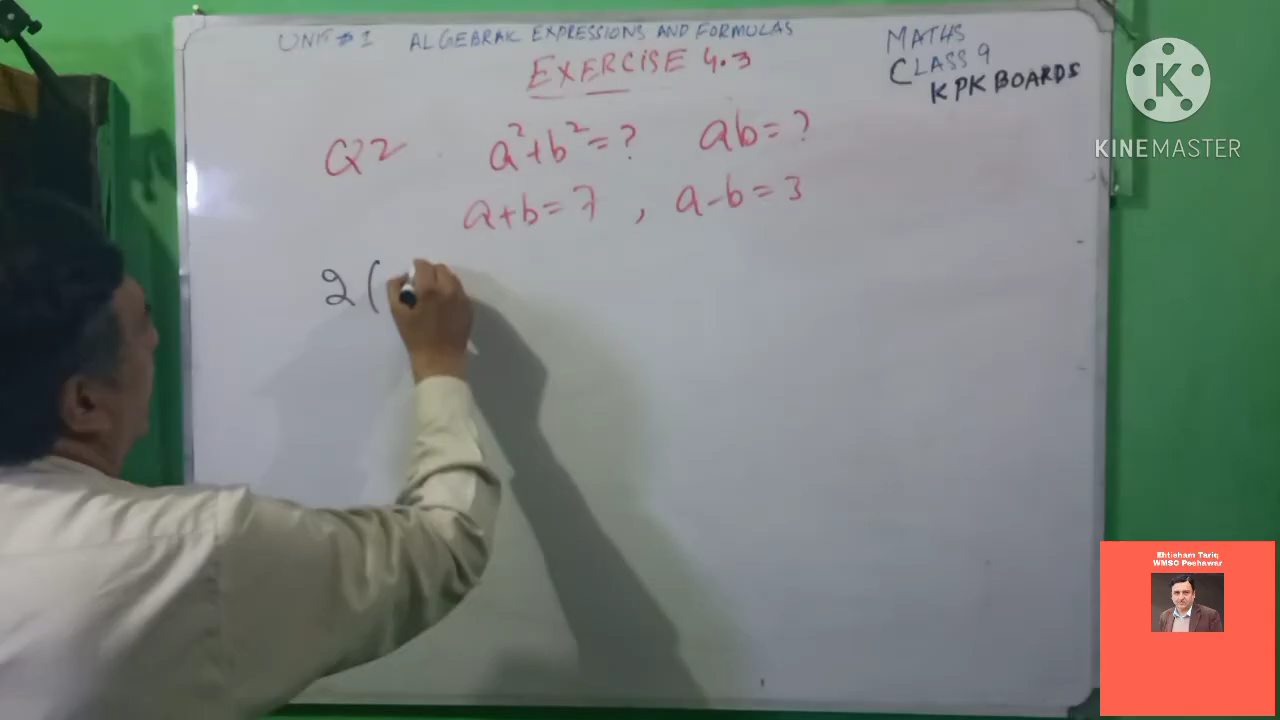 UNIT # 1 ALGEBRAIC EXPRESSIONS AND FORMULAS
MATHS
CLASS 9
KPK BOARDS
EXERCISE 4.3
Q2 a²+b²=? ab=?
a+b=7 , a-b=3
2(
K
KINEMASTER
Ehtisham Tariq
WMSO Peshawar